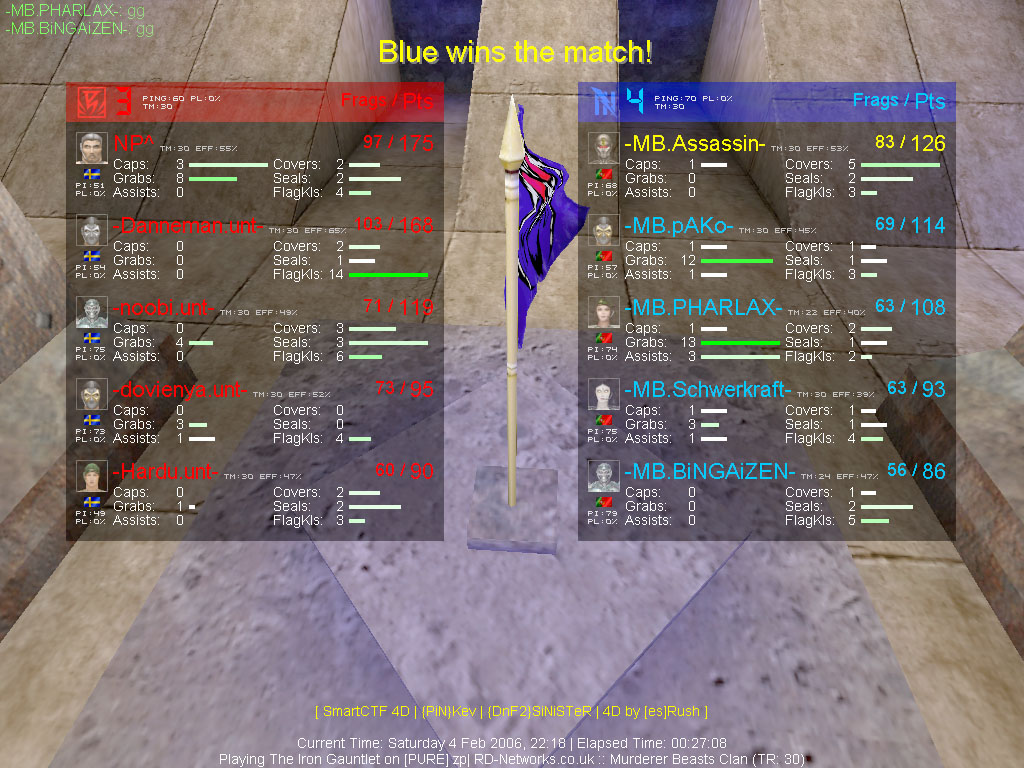 -MB.PHARLAX-: gg
-MB.BiNGAiZEN-: gg
Blue wins the match!
3 PING:60 PL:0% TM:30 Frags / Pts
NP^ TM:30 EFF:55% 97 / 175
Caps: 3 Covers: 2
Grabs: 8 Seals: 2
Assists: 0 FlagKls: 4
PI:51
PL:0%
-Danneman.unt- TM:30 EFF:65% 103 / 168
Caps: 0 Covers: 2
Grabs: 0 Seals: 1
Assists: 0 FlagKls: 14
PI:54
PL:0%
-noobi.unt- TM:30 EFF:49% 71 / 119
Caps: 0 Covers: 3
Grabs: 4 Seals: 3
Assists: 0 FlagKls: 6
PI:75
PL:0%
-dovienya.unt- TM:30 EFF:52% 73 / 95
Caps: 0 Covers: 0
Grabs: 3 Seals: 0
Assists: 1 FlagKls: 4
PI:73
PL:0%
-Hardu.unt- TM:30 EFF:47% 60 / 90
Caps: 0 Covers: 2
Grabs: 1 Seals: 2
Assists: 0 FlagKls: 3
PI:49
PL:0%
4 PING:70 PL:0% TM:30 Frags / Pts
-MB.Assassin- TM:30 EFF:53% 83 / 126
Caps: 1 Covers: 5
Grabs: 0 Seals: 2
Assists: 0 FlagKls: 3
PI:68
PL:0%
-MB.pAKo- TM:30 EFF:45% 69 / 114
Caps: 1 Covers: 1
Grabs: 12 Seals: 1
Assists: 1 FlagKls: 3
PI:57
PL:0%
-MB.PHARLAX- TM:22 EFF:40% 63 / 108
Caps: 1 Covers: 2
Grabs: 13 Seals: 1
Assists: 3 FlagKls: 2
PI:74
PL:0%
-MB.Schwerkraft- TM:30 EFF:39% 63 / 93
Caps: 1 Covers: 1
Grabs: 3 Seals: 1
Assists: 1 FlagKls: 4
PI:75
PL:0%
-MB.BiNGAiZEN- TM:24 EFF:47% 56 / 86
Caps: 0 Covers: 1
Grabs: 0 Seals: 2
Assists: 0 FlagKls: 5
PI:79
PL:0%
[ SmartCTF 4D | {PiN}Kev | {DnF2}SiNiSTeR | 4D by [es]Rush ]
Current Time: Saturday 4 Feb 2006, 22:18 | Elapsed Time: 00:27:08
Playing The Iron Gauntlet on [PURE] zp| RD-Networks.co.uk :: Murderer Beasts Clan (TR: 30)